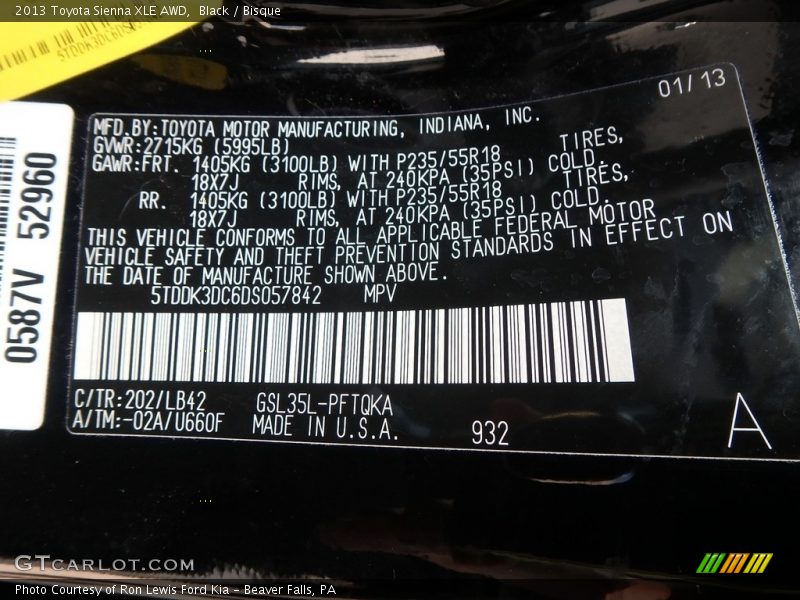 2013 Toyota Sienna XLE AWD,  Black / Bisque
01/13
MFD.BY:TOYOTA MOTOR MANUFACTURING, INDIANA, INC.
GVWR:2715KG (5995LB)
GAWR:FRT. 1405KG (3100LB) WITH P235/55R18 TIRES,
18X7J RIMS, AT 240KPA (35PSI) COLD.
RR. 1405KG (3100LB) WITH P235/55R18 TIRES,
18X7J RIMS, AT 240KPA (35PSI) COLD.
THIS VEHICLE CONFORMS TO ALL APPLICABLE FEDERAL MOTOR
VEHICLE SAFETY AND THEFT PREVENTION STANDARDS IN EFFECT ON
THE DATE OF MANUFACTURE SHOWN ABOVE.
5TDDK3DC6DS057842 MPV
C/TR:202/LB42 GSL35L-PFTQKA
A/TM:-02A/U660F MADE IN U.S.A. 932
A
0587V 52960
GTCARLOT.COM
Photo Courtesy of Ron Lewis Ford Kia – Beaver Falls, PA